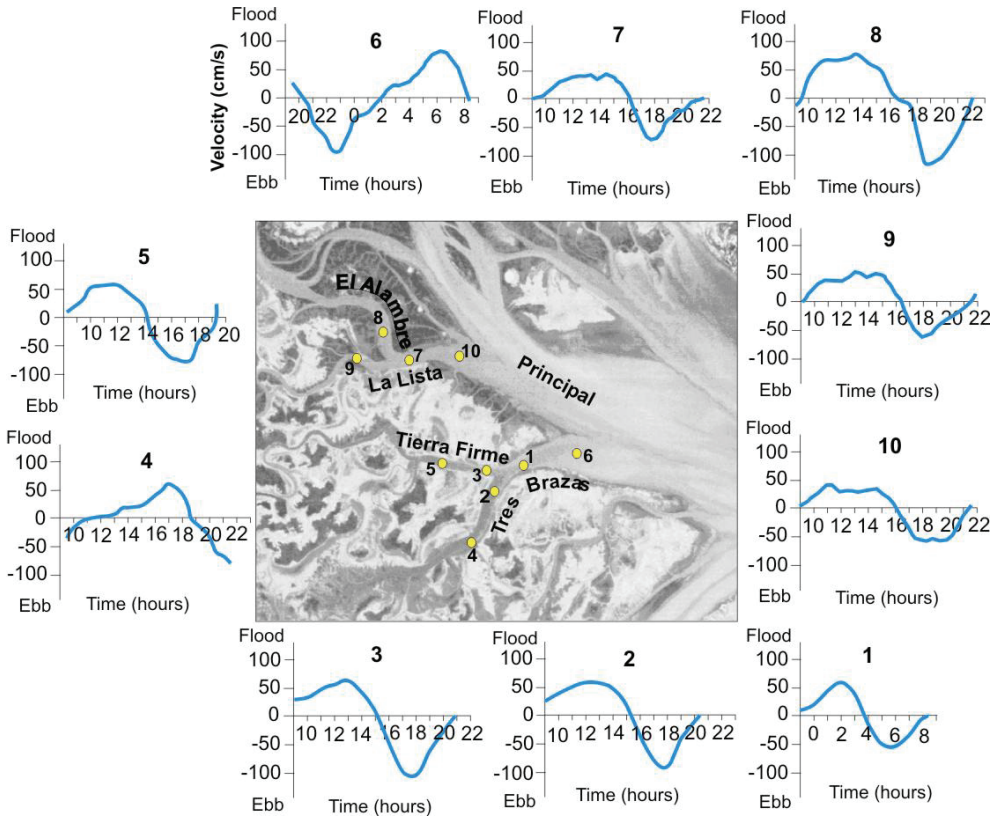 Flood
6
100
50
0
-50
-100
Ebb
Velocity (cm/s)
20 22 0 2 4 6 8
Time (hours)
Flood
7
100
50
0
-50
-100
Ebb
10 12 14 16 18 20 22
Time (hours)
Flood
8
100
50
0
-50
-100
Ebb
10 12 14 16 18 20 22
Time (hours)
Flood
5
100
50
0
-50
-100
Ebb
10 12 14 16 18 20
Time (hours)
Flood
4
100
50
0
-50
-100
Ebb
10 12 14 16 18 20 22
Time (hours)
El Alambre
8
7
10
9
La Lista
Principal
Tierra Firme
5
3
1
6
2
Brazas
Tres
4
Flood
9
100
50
0
-50
-100
Ebb
10 12 14 16 18 20 22
Time (hours)
Flood
10
100
50
0
-50
-100
Ebb
10 12 14 16 18 20 22
Time (hours)
Flood
3
100
50
0
-50
-100
Ebb
10 12 14 16 18 20 22
Time (hours)
Flood
2
100
50
0
-50
-100
Ebb
10 12 14 16 18 20 22
Time (hours)
Flood
1
100
50
0
-50
-100
Ebb
0 2 4 6 8
Time (hours)